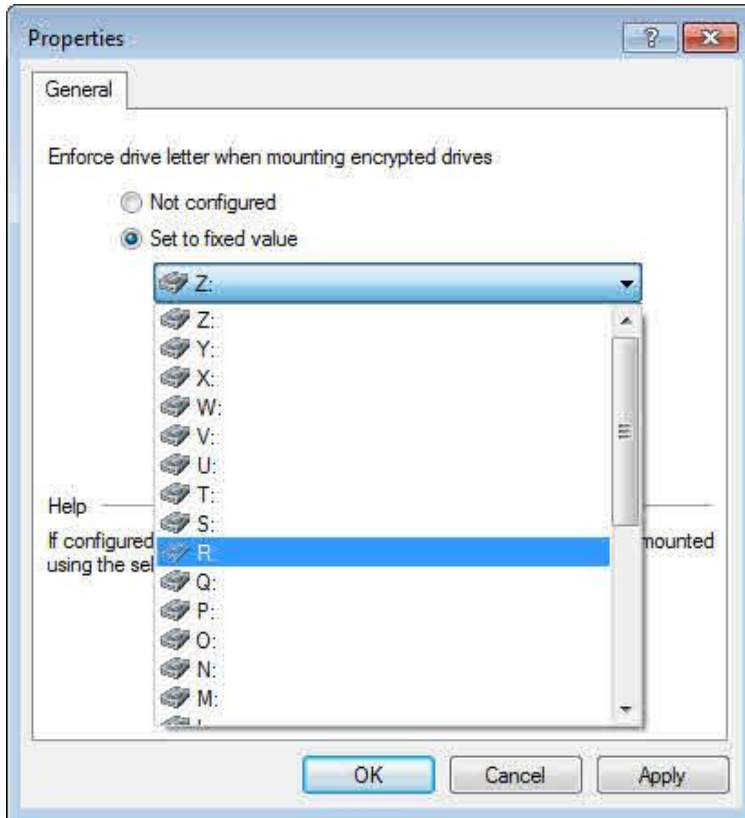 Properties
General
Enforce drive letter when mounting encrypted drives
Not configured
Set to fixed value
Z:
Z:
Y:
X:
W:
V:
U:
T:
S:
R:
Q:
P:
O:
N:
M:
Help
If configured mounted
using the sel
OK Cancel Apply